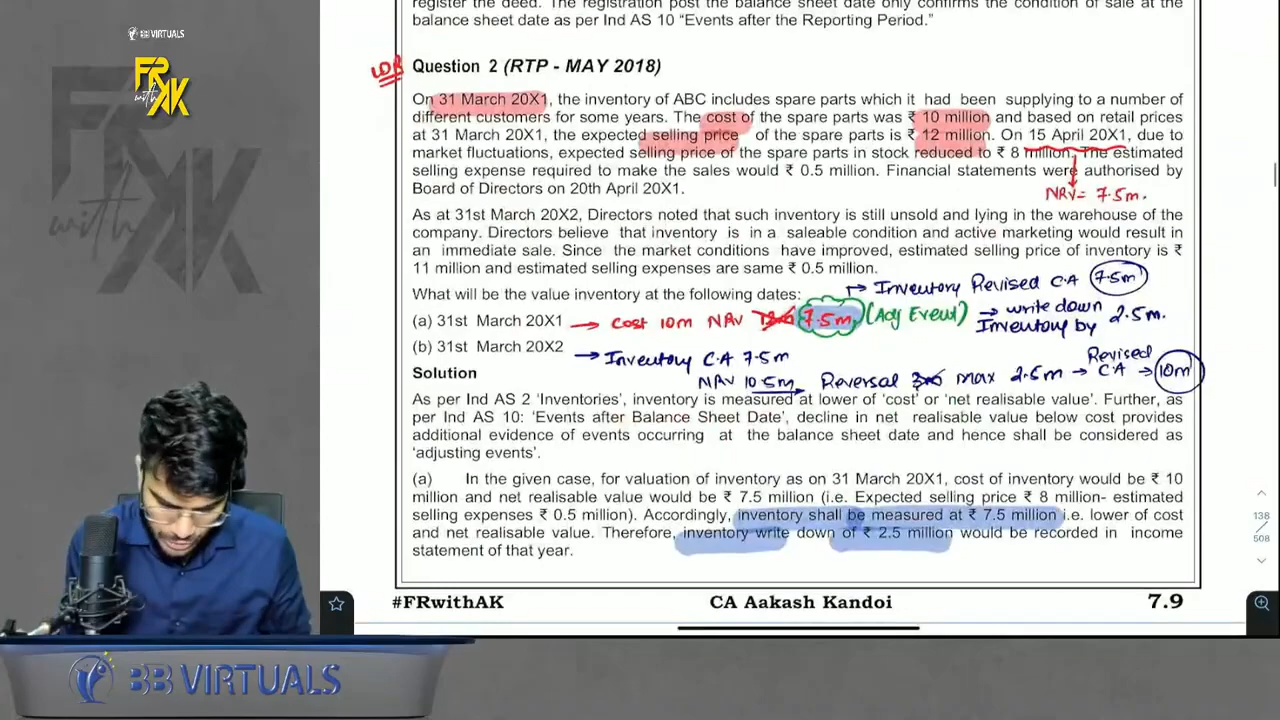 register the deed. The registration post the balance sheet date only confirms the condition of sale at the
balance sheet date as per Ind AS 10 “Events after the Reporting Period.”
BB VIRTUALS
FR
with AK
FR
with AK
LDR Question 2 (RTP - MAY 2018)
On 31 March 20X1, the inventory of ABC includes spare parts which it had been supplying to a number of
different customers for some years. The cost of the spare parts was ₹ 10 million and based on retail prices
at 31 March 20X1, the expected selling price of the spare parts is ₹ 12 million. On 15 April 20X1, due to
market fluctuations, expected selling price of the spare parts in stock reduced to ₹ 8 million. The estimated
selling expense required to make the sales would ₹ 0.5 million. Financial statements were authorised by
Board of Directors on 20th April 20X1.
NRV = 7.5m.
As at 31st March 20X2, Directors noted that such inventory is still unsold and lying in the warehouse of the
company. Directors believe that inventory is in a saleable condition and active marketing would result in
an immediate sale. Since the market conditions have improved, estimated selling price of inventory is ₹
11 million and estimated selling expenses are same ₹ 0.5 million.
What will be the value inventory at the following dates:
→ Inventory Revised C.A 7.5m
(a) 31st March 20X1 → Cost 10m NRV 7.5m (Adj Event) → write down
Inventory by 2.5m.
(b) 31st March 20X2 → Inventory C.A 7.5m
NRV 10.5m → Reversal max 2.5m → Revised
C.A → 10m
Solution
As per Ind AS 2 ‘Inventories’, inventory is measured at lower of ‘cost’ or ‘net realisable value’. Further, as
per Ind AS 10: ‘Events after Balance Sheet Date’, decline in net realisable value below cost provides
additional evidence of events occurring at the balance sheet date and hence shall be considered as
‘adjusting events’.
(a) In the given case, for valuation of inventory as on 31 March 20X1, cost of inventory would be ₹ 10
million and net realisable value would be ₹ 7.5 million (i.e. Expected selling price ₹ 8 million- estimated
selling expenses ₹ 0.5 million). Accordingly, inventory shall be measured at ₹ 7.5 million i.e. lower of cost
and net realisable value. Therefore, inventory write down of ₹ 2.5 million would be recorded in income
statement of that year.
138
508
#FRwithAK CA Aakash Kandoi 7.9
BB VIRTUALS